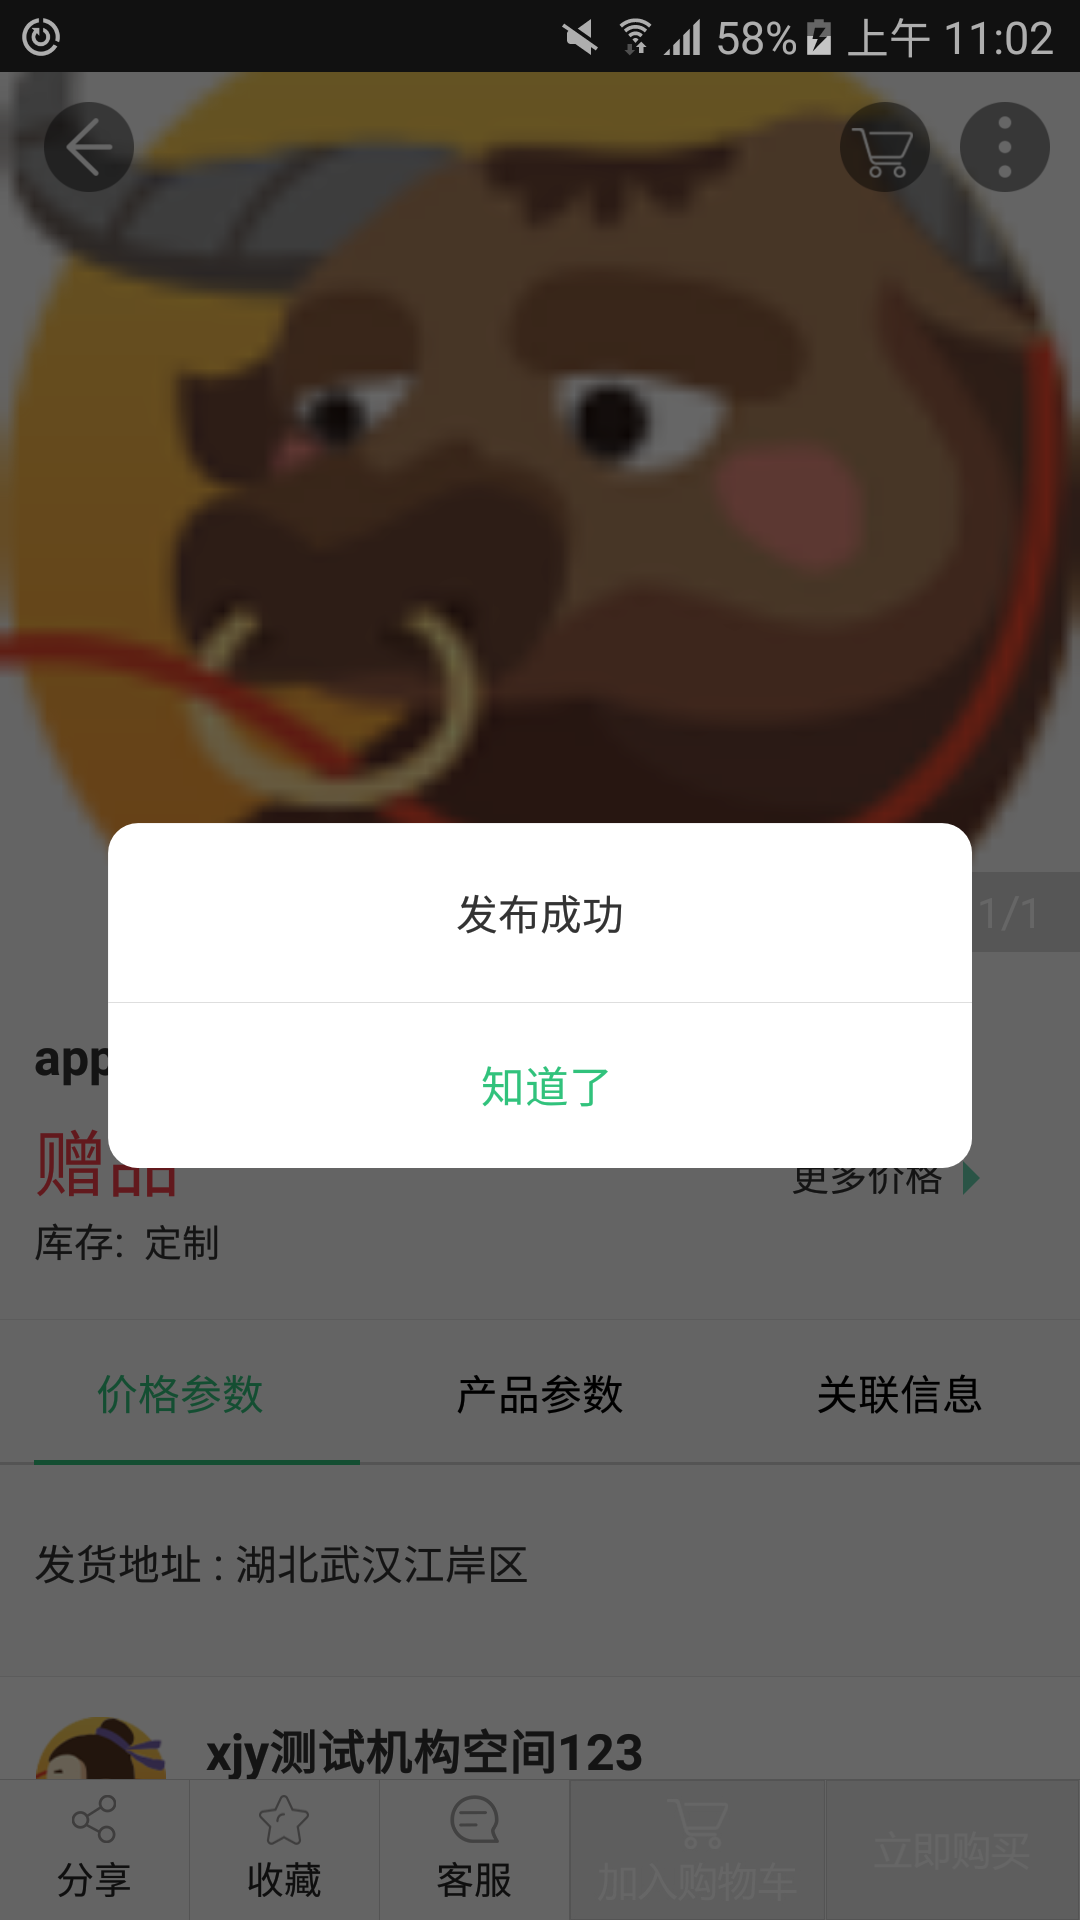 58% 上午 11:02
发布成功
1/1
app
知道了
赠品
更多价格
库存: 定制
价格参数 产品参数 关联信息
发货地址 : 湖北武汉江岸区
xjy测试机构空间123
分享 收藏 客服 加入购物车 立即购买